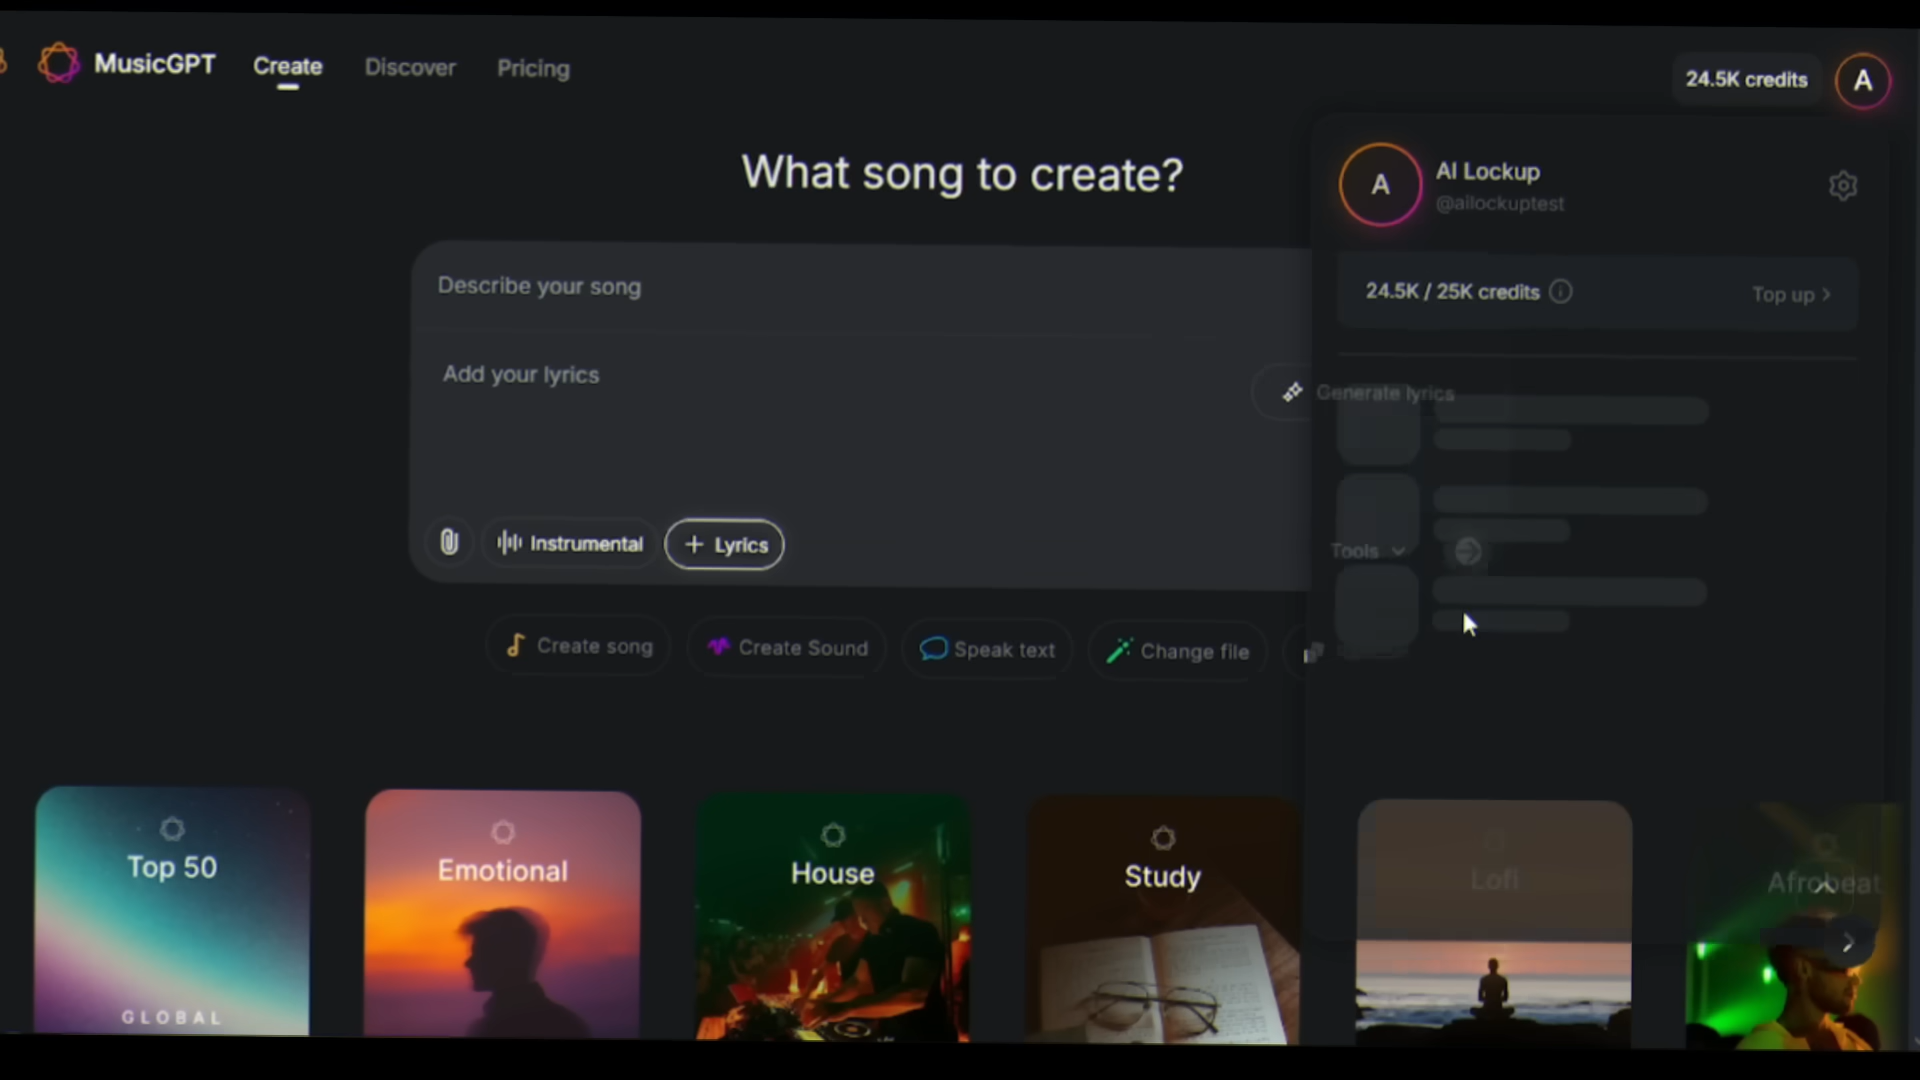 MusicGPT Create Discover Pricing 24.5K credits A
What song to create?
A AI Lockup
@ailockuptest
Describe your song
24.5K / 25K credits Top up
Add your lyrics
Generate lyrics
Instrumental + Lyrics
Tools
Create song Create Sound Speak text Change file
Top 50 Emotional House Study Lofi Afrobeat
GLOBAL